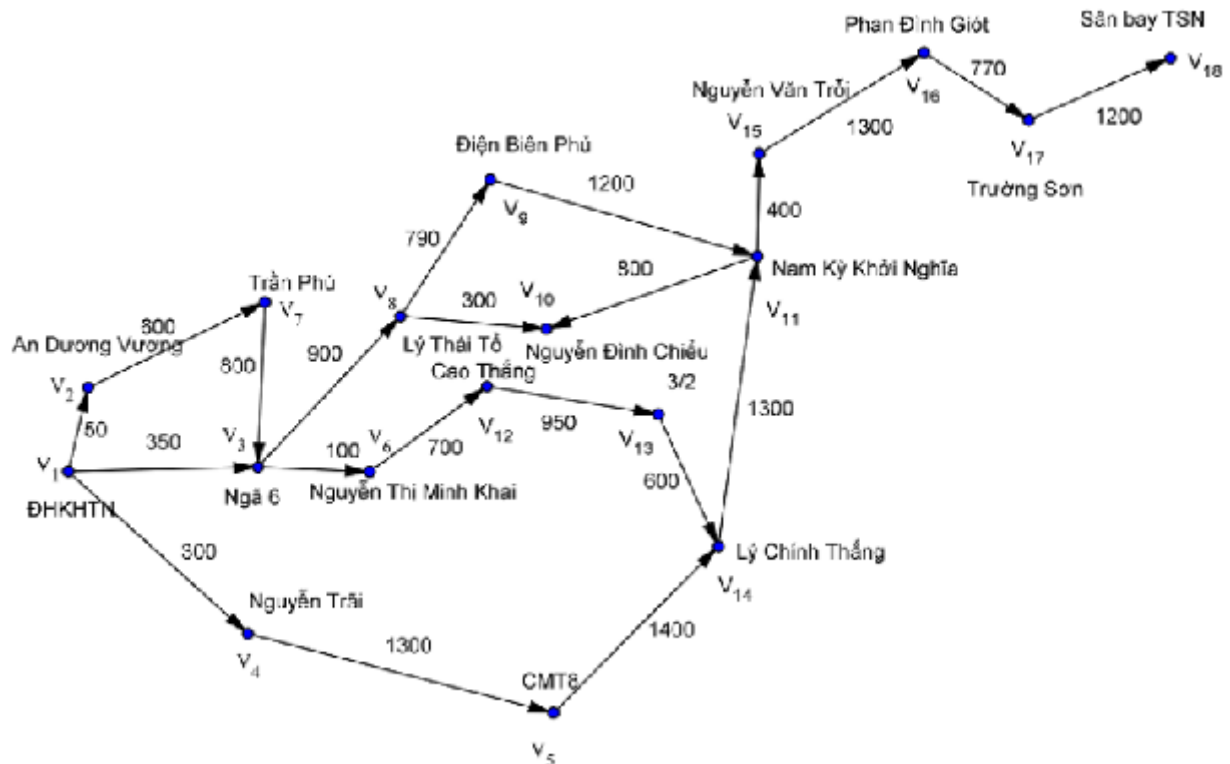 Sân bay TSN
Phan Đình Giót
V18
770
V16
Nguyễn Văn Trỗi
1200
V15
1300
V17
Điện Biên Phủ
Trường Sơn
1200
V9
400
790
Nam Kỳ Khởi Nghĩa
800
Trần Phú
V10
V8
300
V7
V11
An Dương Vương
900
Lý Thái Tổ
Nguyễn Đình Chiểu
V2
Cao Thắng
3/2
1300
50
950
V12
V13
350
V3
100
V6
700
V1
600
Ngã 6
Nguyễn Thị Minh Khai
ĐHKHTN
Lý Chính Thắng
300
V14
Nguyễn Trãi
1400
1300
V4
CMT8
V5